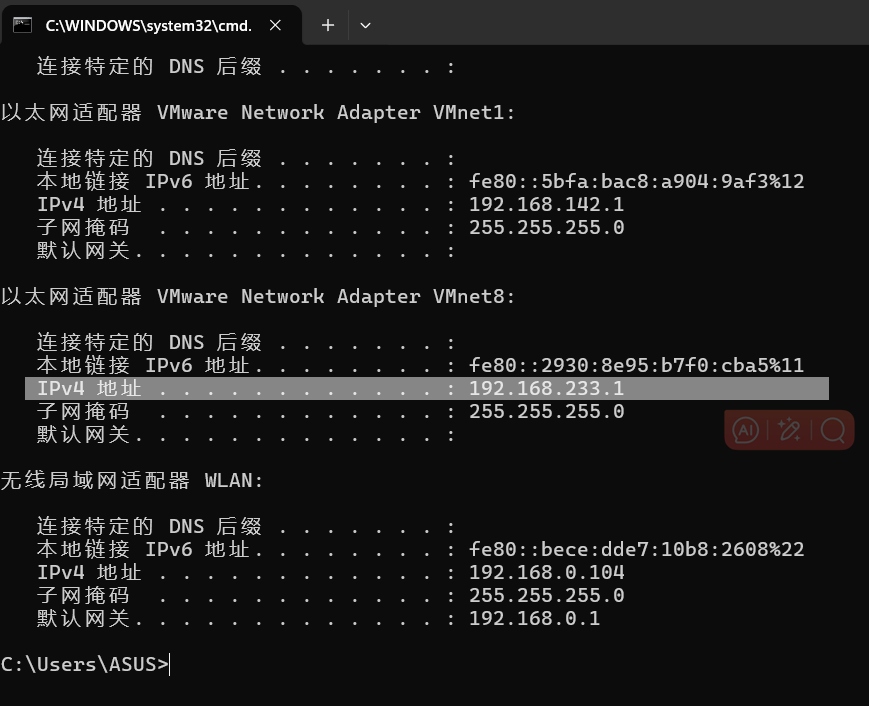 C:\WINDOWS\system32\cmd.
连接特定的 DNS 后缀 . . . . . . . :
以太网适配器 VMware Network Adapter VMnet1:
连接特定的 DNS 后缀 . . . . . . . :
本地链接 IPv6 地址. . . . . . . . : fe80::5bfa:bac8:a904:9af3%12
IPv4 地址 . . . . . . . . . . . . : 192.168.142.1
子网掩码  . . . . . . . . . . . . : 255.255.255.0
默认网关. . . . . . . . . . . . . :
以太网适配器 VMware Network Adapter VMnet8:
连接特定的 DNS 后缀 . . . . . . . :
本地链接 IPv6 地址. . . . . . . . : fe80::2930:8e95:b7f0:cba5%11
IPv4 地址 . . . . . . . . . . . . : 192.168.233.1
子网掩码  . . . . . . . . . . . . : 255.255.255.0
默认网关. . . . . . . . . . . . . :
AI
无线局域网适配器 WLAN:
连接特定的 DNS 后缀 . . . . . . . :
本地链接 IPv6 地址. . . . . . . . : fe80::bece:dde7:10b8:2608%22
IPv4 地址 . . . . . . . . . . . . : 192.168.0.104
子网掩码  . . . . . . . . . . . . : 255.255.255.0
默认网关. . . . . . . . . . . . . : 192.168.0.1
C:\Users\ASUS>